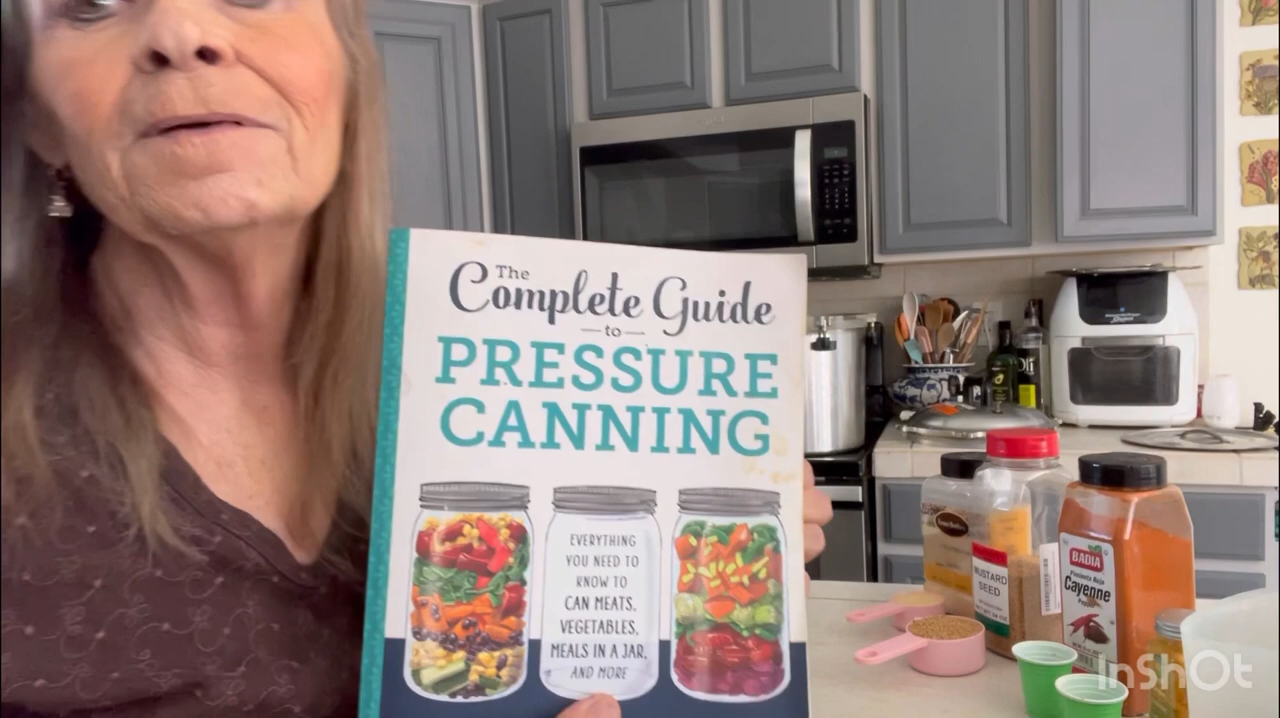 The
Complete Guide
to
PRESSURE
CANNING
EVERYTHING
YOU NEED TO
KNOW TO
CAN MEATS,
VEGETABLES,
MEALS IN A JAR,
AND MORE
MUSTARD
SEED
BADIA
Cayenne
InShOt